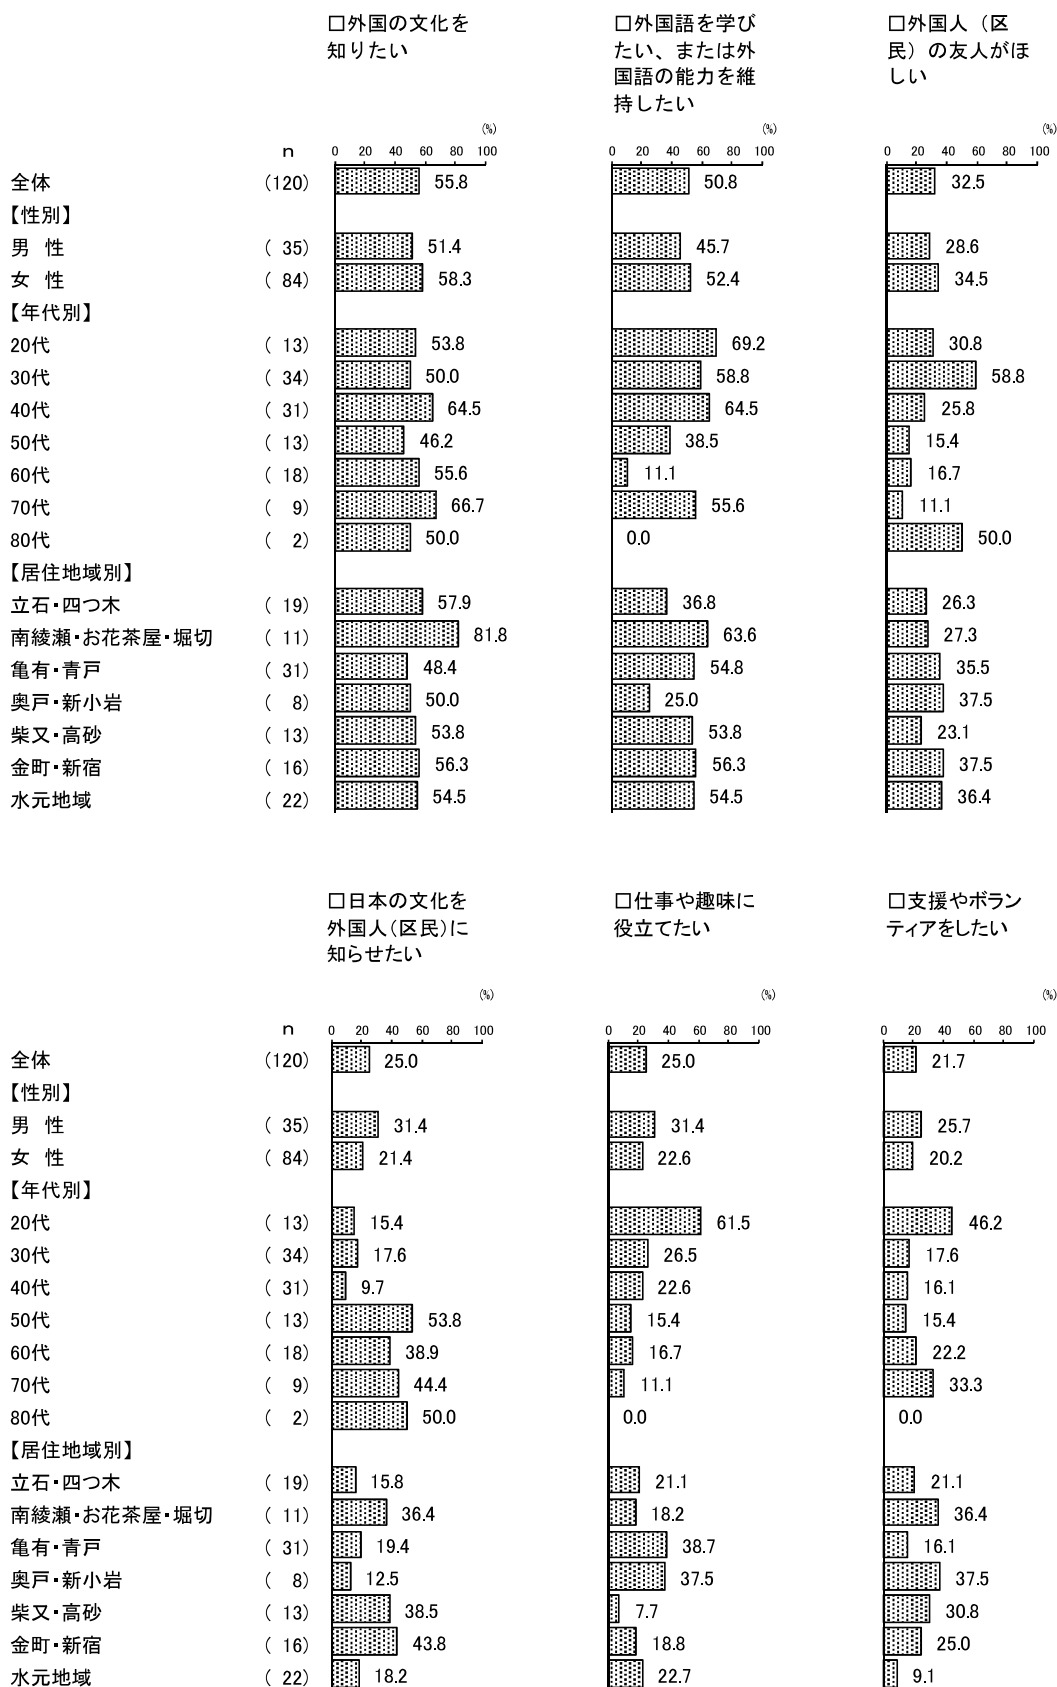 □外国の文化を
知りたい
□外国語を学び
たい、または外
国語の能力を維
持したい
□外国人（区
民）の友人がほ
しい
(%) (%) (%)
n 0 20 40 60 80 100 0 20 40 60 80 100 0 20 40 60 80 100
全体 (120) 55.8 50.8 32.5
【性別】
男 性 ( 35) 51.4 45.7 28.6
女 性 ( 84) 58.3 52.4 34.5
【年代別】
20代 ( 13) 53.8 69.2 30.8
30代 ( 34) 50.0 58.8 58.8
40代 ( 31) 64.5 64.5 25.8
50代 ( 13) 46.2 38.5 15.4
60代 ( 18) 55.6 11.1 16.7
70代 ( 9) 66.7 55.6 11.1
80代 ( 2) 50.0 0.0 50.0
【居住地域別】
立石・四つ木 ( 19) 57.9 36.8 26.3
南綾瀬・お花茶屋・堀切 ( 11) 81.8 63.6 27.3
亀有・青戸 ( 31) 48.4 54.8 35.5
奥戸・新小岩 ( 8) 50.0 25.0 37.5
柴又・高砂 ( 13) 53.8 53.8 23.1
金町・新宿 ( 16) 56.3 56.3 37.5
水元地域 ( 22) 54.5 54.5 36.4
□日本の文化を
外国人（区民）に
知らせたい
□仕事や趣味に
役立てたい
□支援やボラン
ティアをしたい
(%) (%) (%)
n 0 20 40 60 80 100 0 20 40 60 80 100 0 20 40 60 80 100
全体 (120) 25.0 25.0 21.7
【性別】
男 性 ( 35) 31.4 31.4 25.7
女 性 ( 84) 21.4 22.6 20.2
【年代別】
20代 ( 13) 15.4 61.5 46.2
30代 ( 34) 17.6 26.5 17.6
40代 ( 31) 9.7 22.6 16.1
50代 ( 13) 53.8 15.4 15.4
60代 ( 18) 38.9 16.7 22.2
70代 ( 9) 44.4 11.1 33.3
80代 ( 2) 50.0 0.0 0.0
【居住地域別】
立石・四つ木 ( 19) 15.8 21.1 21.1
南綾瀬・お花茶屋・堀切 ( 11) 36.4 18.2 36.4
亀有・青戸 ( 31) 19.4 38.7 16.1
奥戸・新小岩 ( 8) 12.5 37.5 37.5
柴又・高砂 ( 13) 38.5 7.7 30.8
金町・新宿 ( 16) 43.8 18.8 25.0
水元地域 ( 22) 18.2 22.7 9.1